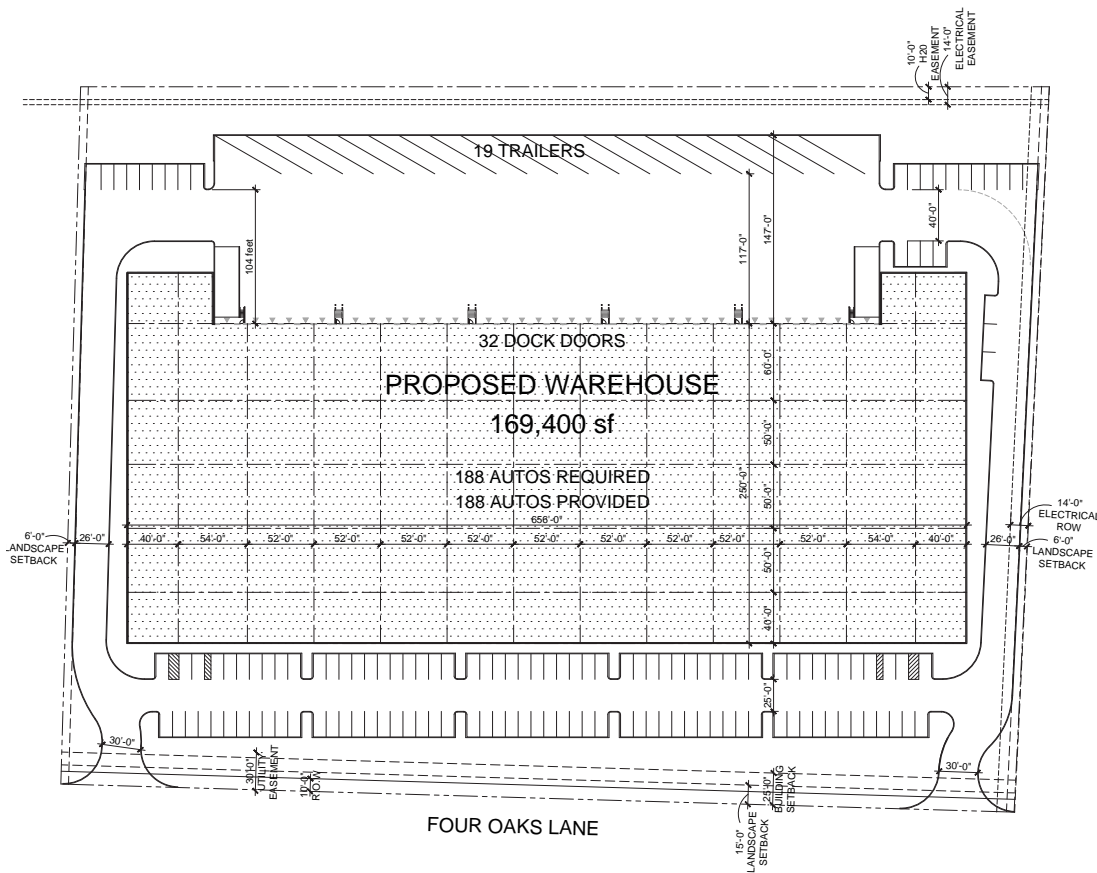 10'-0"
H20
EASEMENT
14'-0"
ELECTRICAL
EASEMENT
19 TRAILERS
104 feet
117'-0"
147'-0"
40'-0"
32 DOCK DOORS
PROPOSED WAREHOUSE
169,400 sf
188 AUTOS REQUIRED
188 AUTOS PROVIDED
656'-0"
250'-0"
60'-0"
50'-0"
50'-0"
50'-0"
40'-0"
6'-0"
LANDSCAPE
SETBACK
26'-0"
40'-0" 54'-0" 52'-0" 52'-0" 52'-0" 52'-0" 52'-0" 52'-0" 52'-0" 52'-0" 52'-0" 54'-0" 40'-0"
26'-0"
14'-0"
ELECTRICAL
ROW
6'-0"
LANDSCAPE
SETBACK
25'-0"
30'-0"
30'-0"
UTILITY
EASEMENT
10'-0"
R.O.W
25'-0"
BUILDING
SETBACK
30'-0"
15'-0"
LANDSCAPE
SETBACK
FOUR OAKS LANE